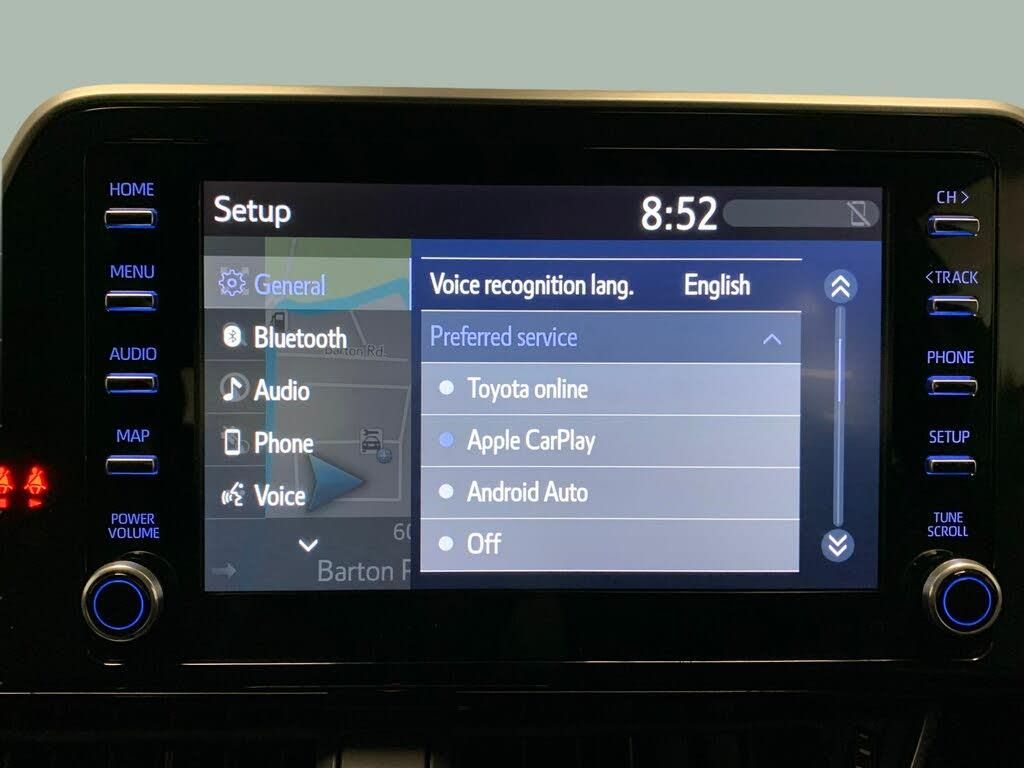 HOME
MENU
AUDIO
MAP
POWER
VOLUME
Setup
8:52
General
Bluetooth
Audio
Phone
Voice
Barton Rd.
60
Barton
Voice recognition lang. English
Preferred service
Toyota online
Apple CarPlay
Android Auto
Off
CH >
< TRACK
PHONE
SETUP
TUNE
SCROLL